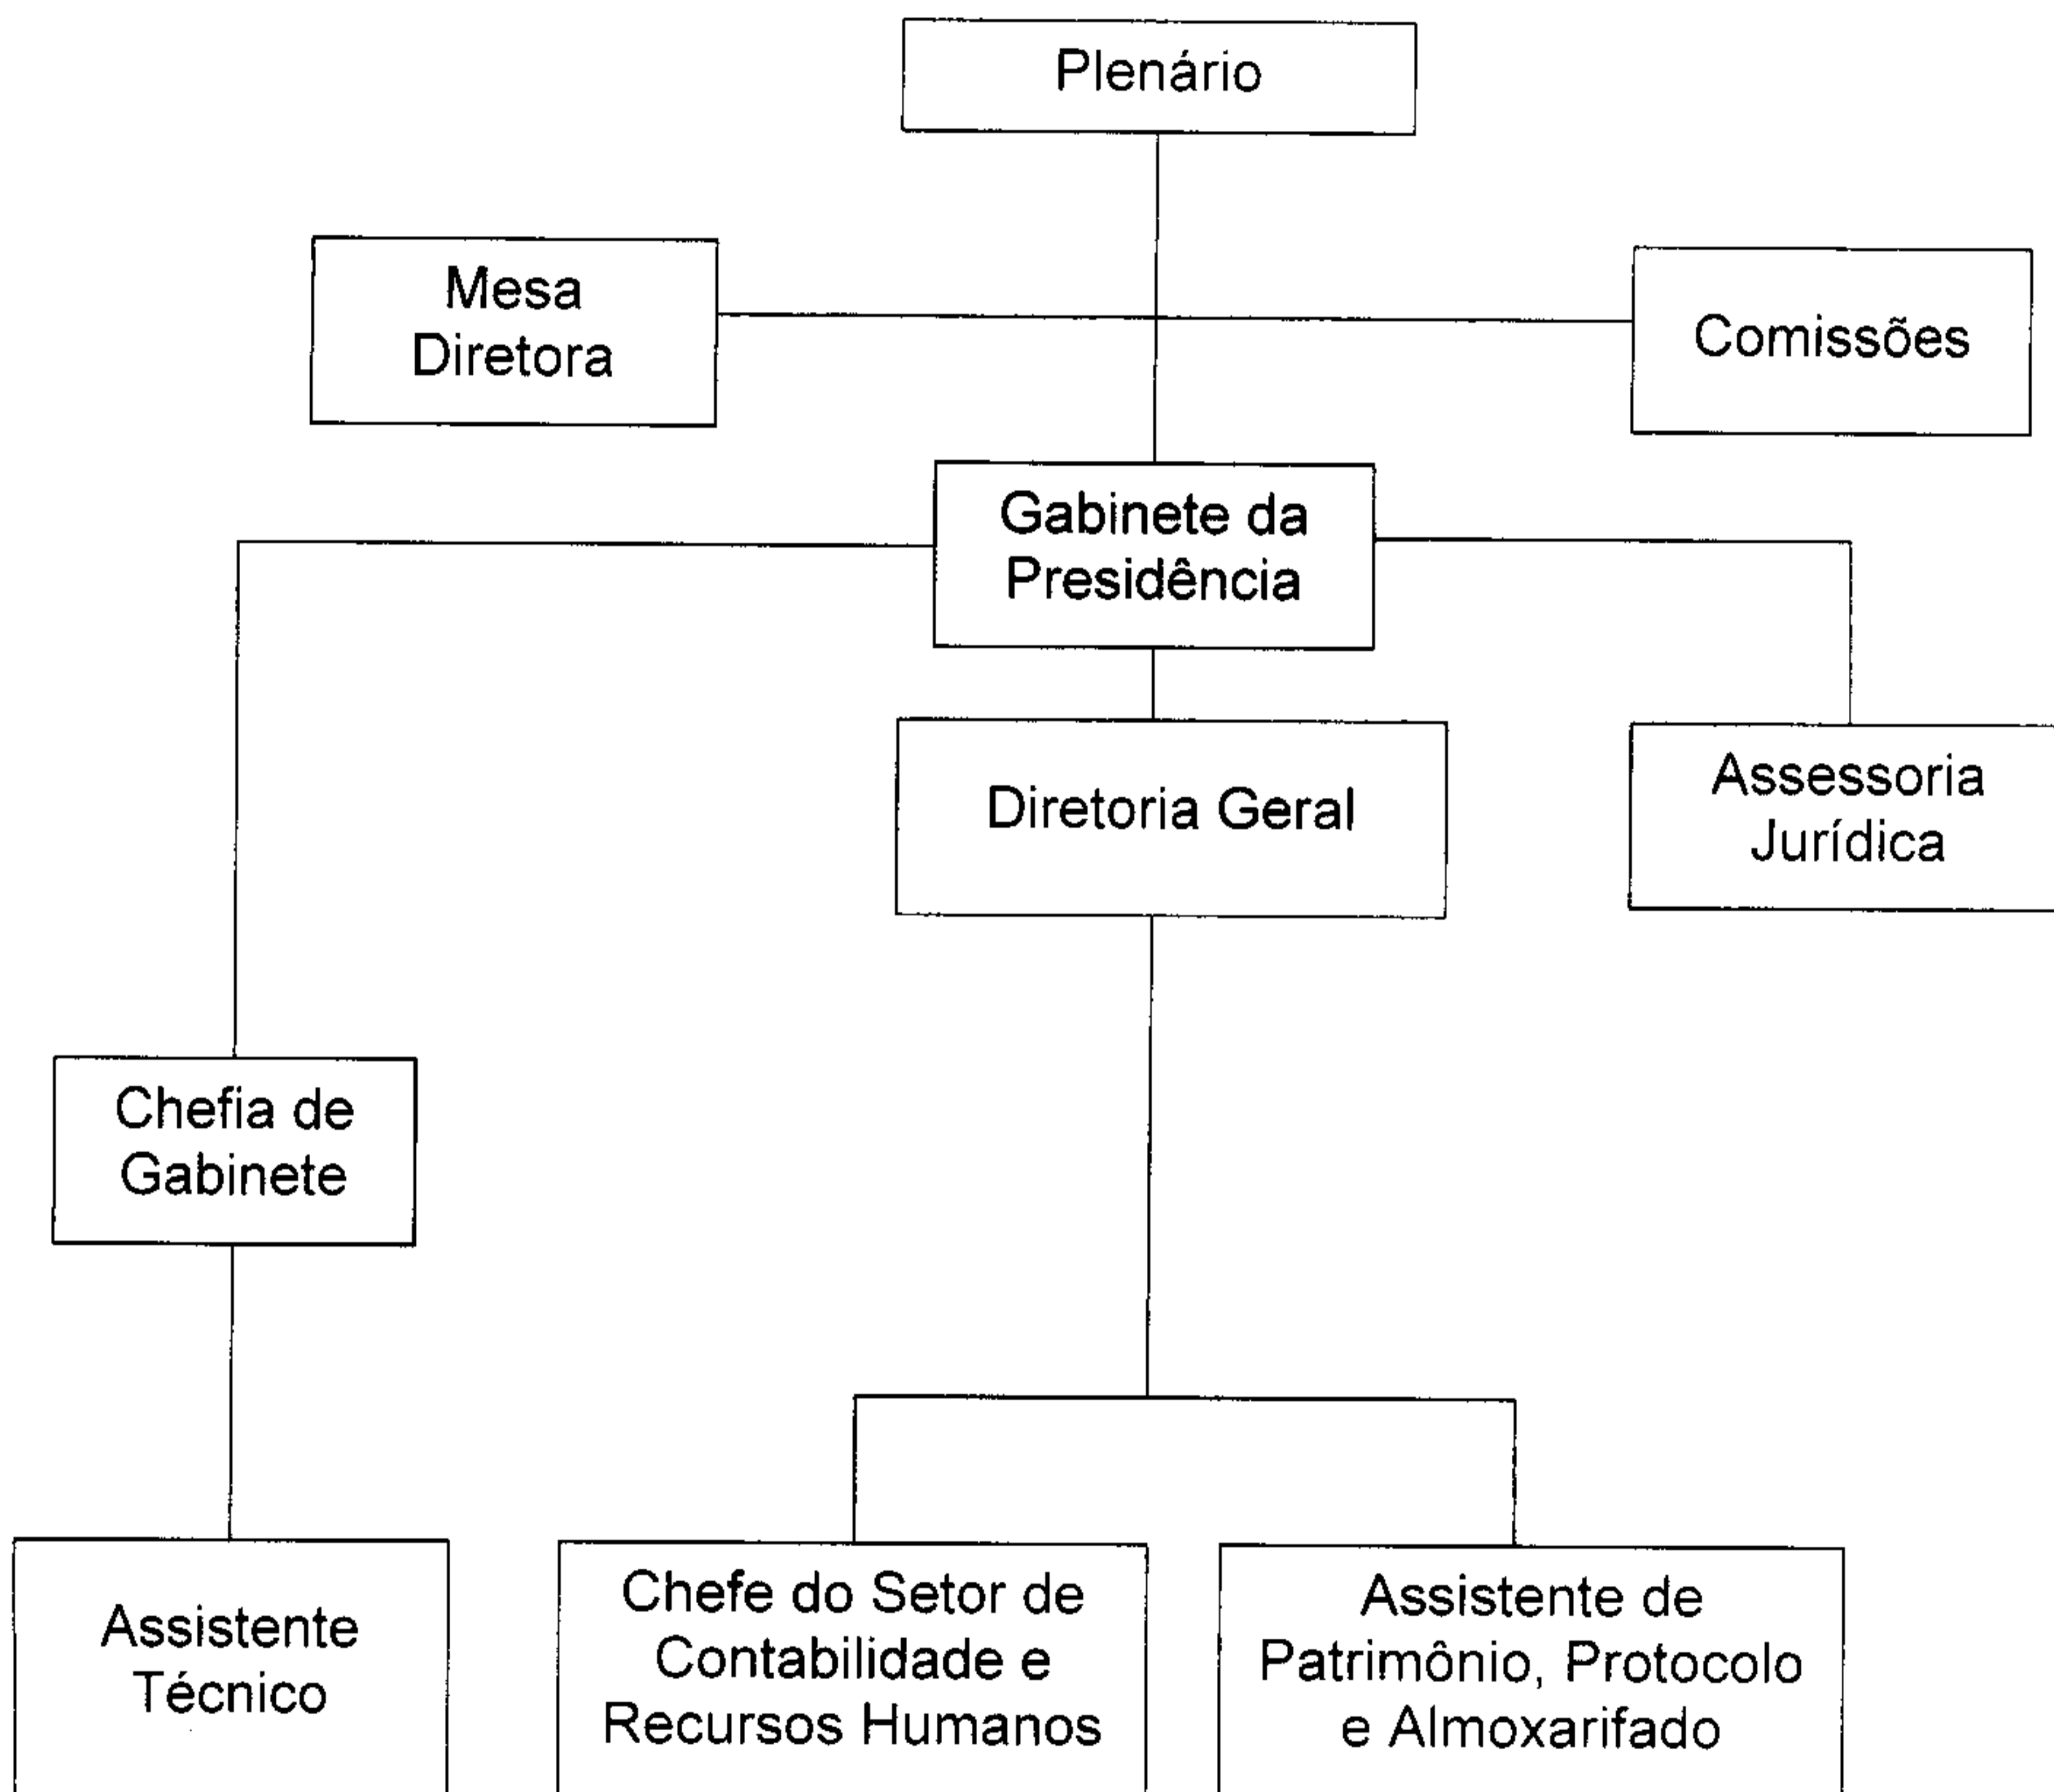 Plenário
Mesa
Diretora
Comissões
Gabinete da
Presidência
Diretoria Geral
Assessoria
Jurídica
Chefia de
Gabinete
Assistente
Técnico
Chefe do Setor de
Contabilidade e
Recursos Humanos
Assistente de
Patrimônio, Protocolo
e Almoxarifado